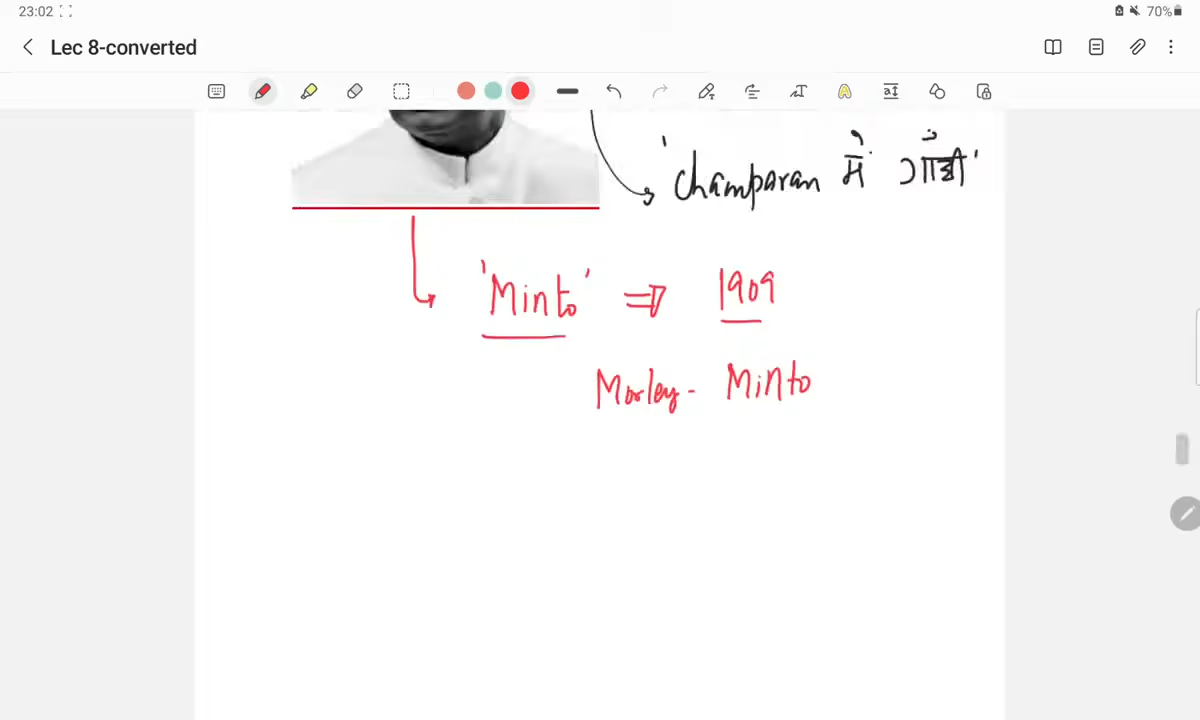 23:02
70%
Lec 8-converted
'Champaran में गाँधी'
'Minto' ⇒ 1909
Morley - Minto